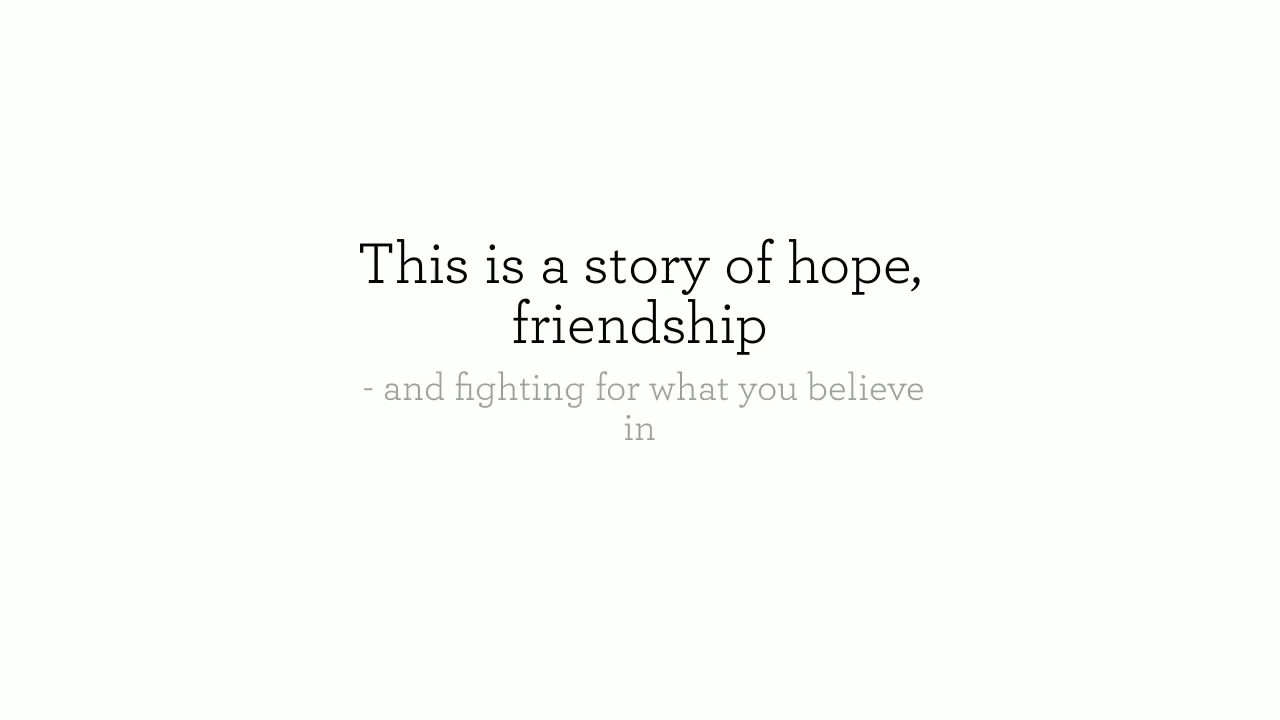 This is a story of hope,
friendship
- and fighting for what you believe
in